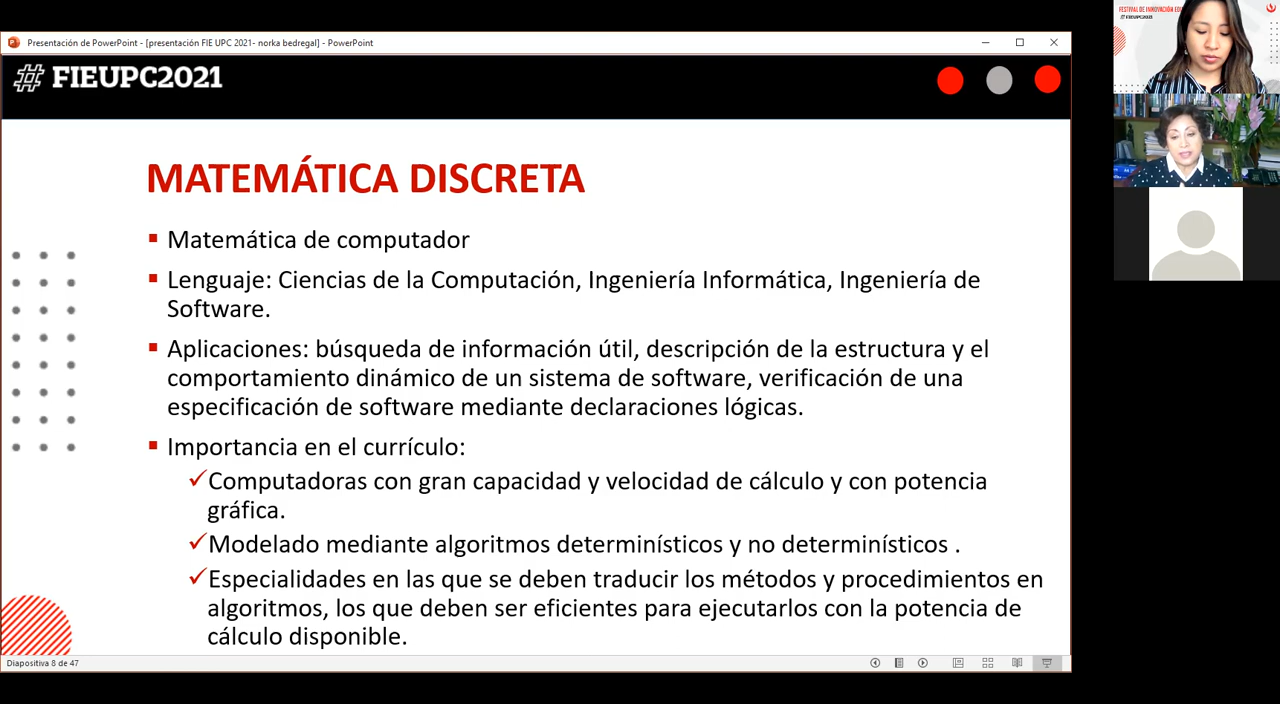 Presentación de PowerPoint - [presentación FIE UPC 2021- norka bedregal] - PowerPoint
FESTIVAL DE INNOVACIÓN
#FIEUPC2021
# FIEUPC2021
MATEMÁTICA DISCRETA
▪ Matemática de computador
▪ Lenguaje: Ciencias de la Computación, Ingeniería Informática, Ingeniería de
Software.
▪ Aplicaciones: búsqueda de información útil, descripción de la estructura y el
comportamiento dinámico de un sistema de software, verificación de una
especificación de software mediante declaraciones lógicas.
▪ Importancia en el currículo:
✓Computadoras con gran capacidad y velocidad de cálculo y con potencia
gráfica.
✓Modelado mediante algoritmos determinísticos y no determinísticos .
✓Especialidades en las que se deben traducir los métodos y procedimientos en
algoritmos, los que deben ser eficientes para ejecutarlos con la potencia de
cálculo disponible.
Diapositiva 8 de 47